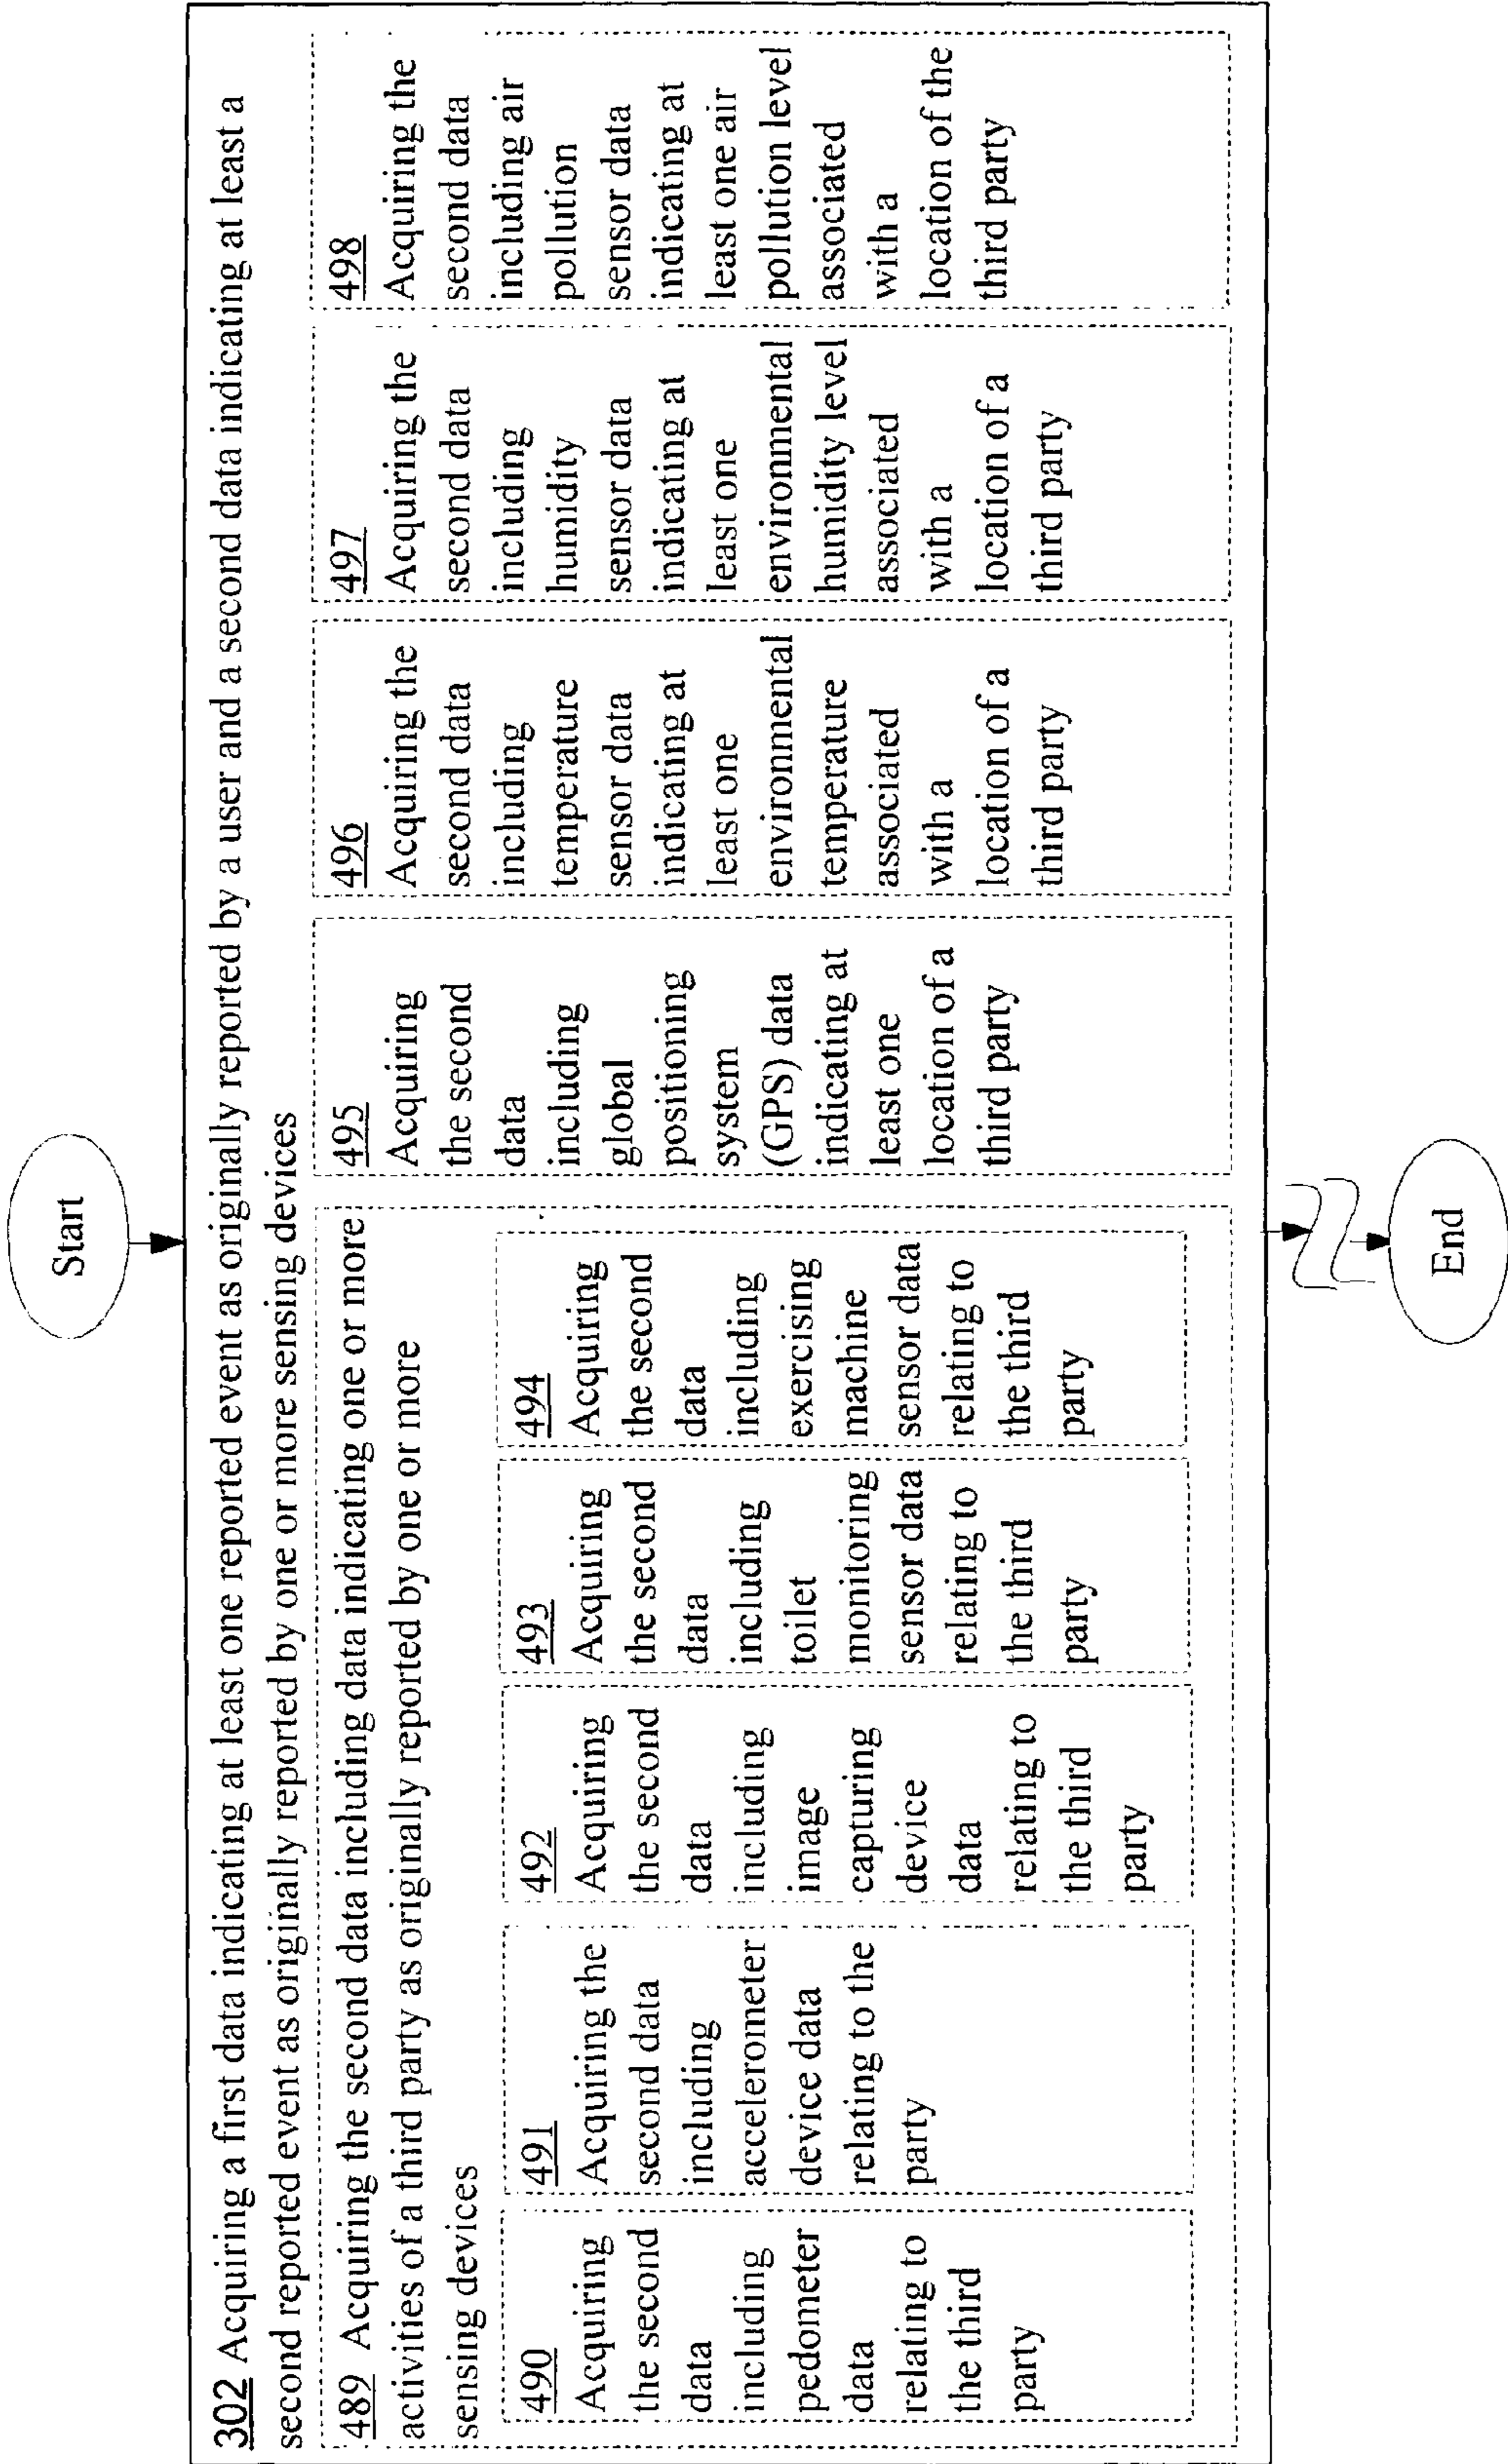 Start
302 Acquiring a first data indicating at least one reported event as originally reported by a user and a second data indicating at least a
second reported event as originally reported by one or more sensing devices
489 Acquiring the second data including data indicating one or more
activities of a third party as originally reported by one or more
sensing devices
490
Acquiring
the second
data
including
pedometer
data
relating to
the third
party
491
Acquiring the
second data
including
accelerometer
device data
relating to the
party
492
Acquiring
the second
data
including
image
capturing
device
data
relating to
the third
party
493
Acquiring
the second
data
including
toilet
monitoring
sensor data
relating to
the third
party
494
Acquiring
the second
data
including
exercising
machine
sensor data
relating to
the third
party
495
Acquiring
the second
data
including
global
positioning
system
(GPS) data
indicating at
least one
location of a
third party
496
Acquiring the
second data
including
temperature
sensor data
indicating at
least one
environmental
temperature
associated
with a
location of a
third party
497
Acquiring the
second data
including
humidity
sensor data
indicating at
least one
environmental
humidity level
associated
with a
location of a
third party
498
Acquiring the
second data
including air
pollution
sensor data
indicating at
least one air
pollution level
associated
with a
location of the
third party
End